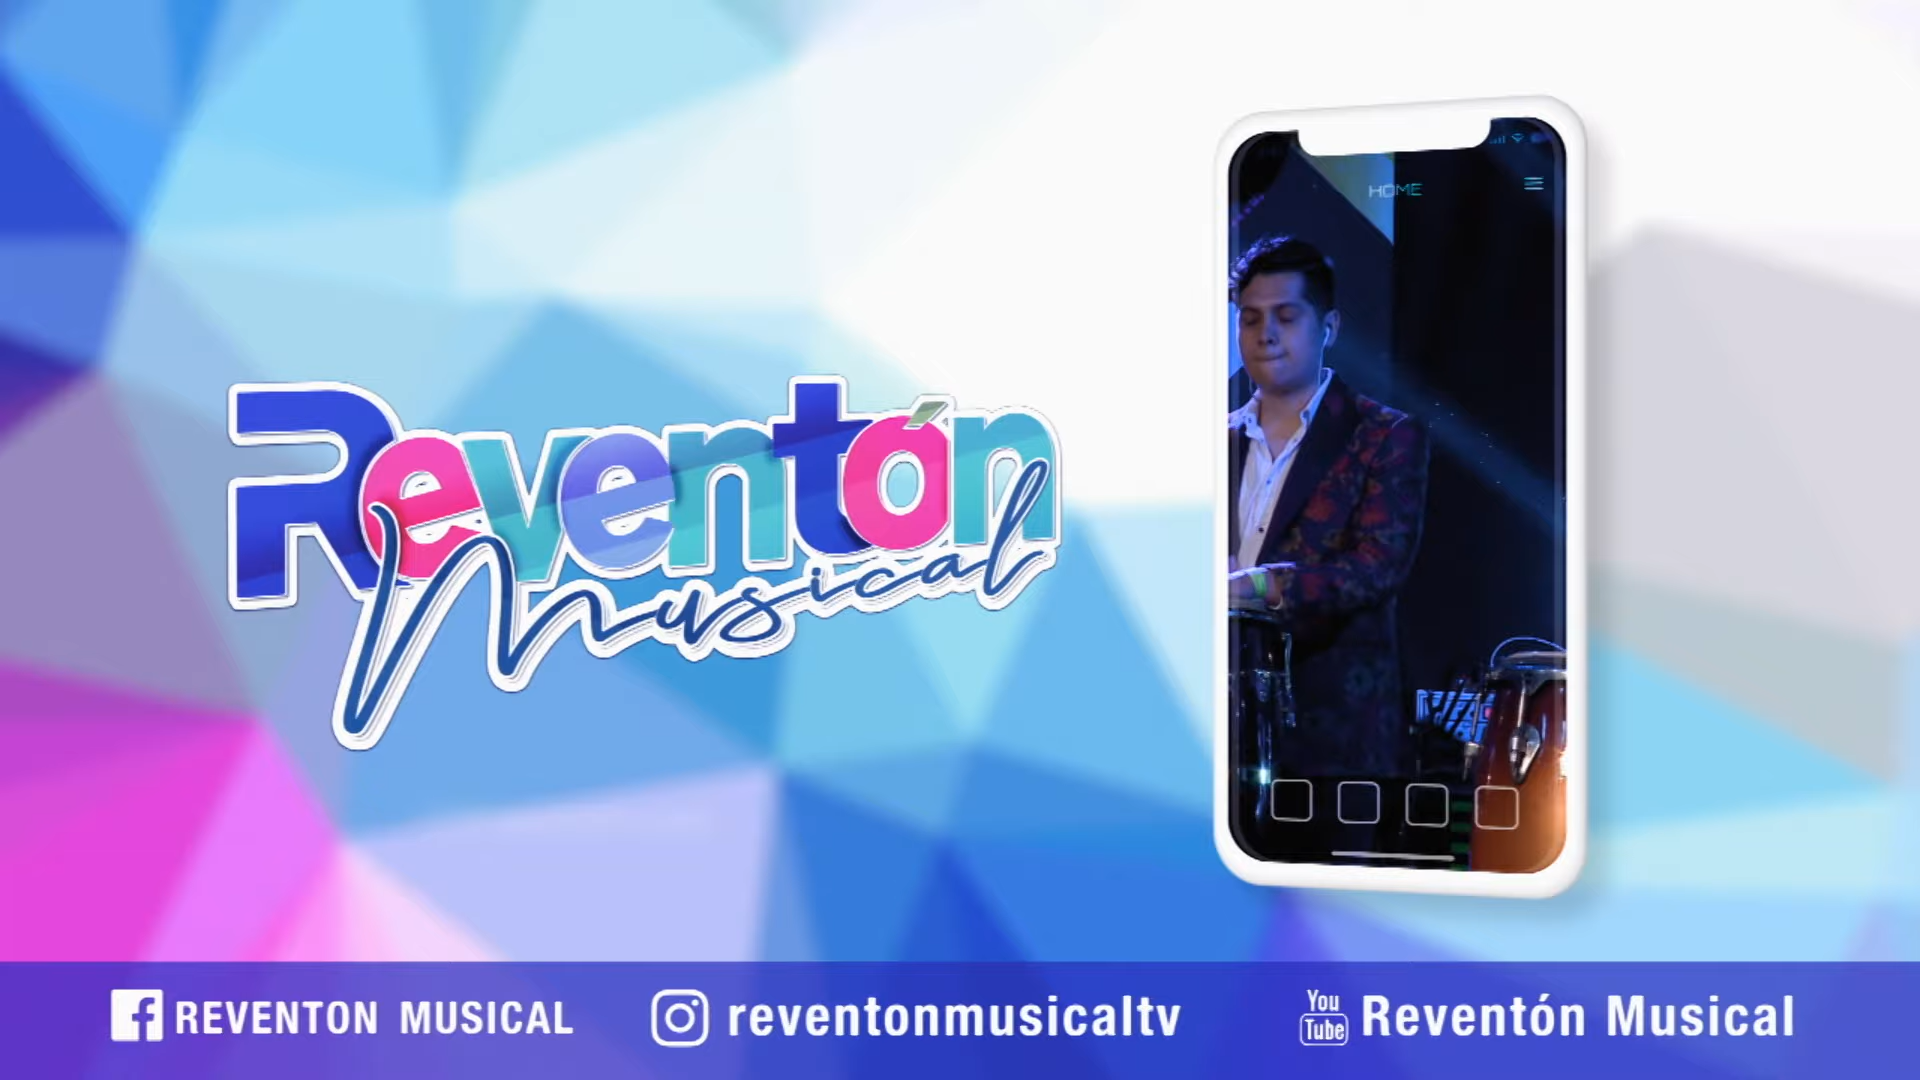 Reventón
Musical
HOME
REVENTON MUSICAL
reventonmusicaltv
You
Tube
Reventón Musical